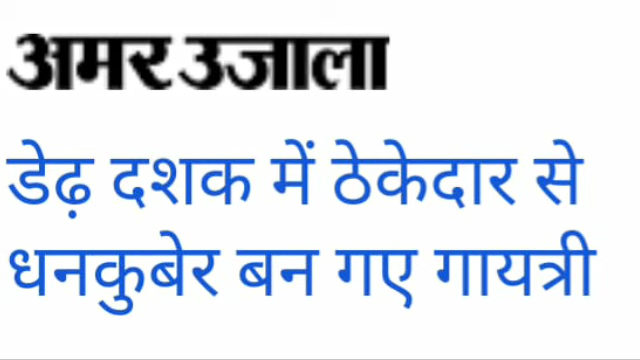 अमर उजाला
डेढ़ दशक में ठेकेदार से
धनकुबेर बन गए गायत्री